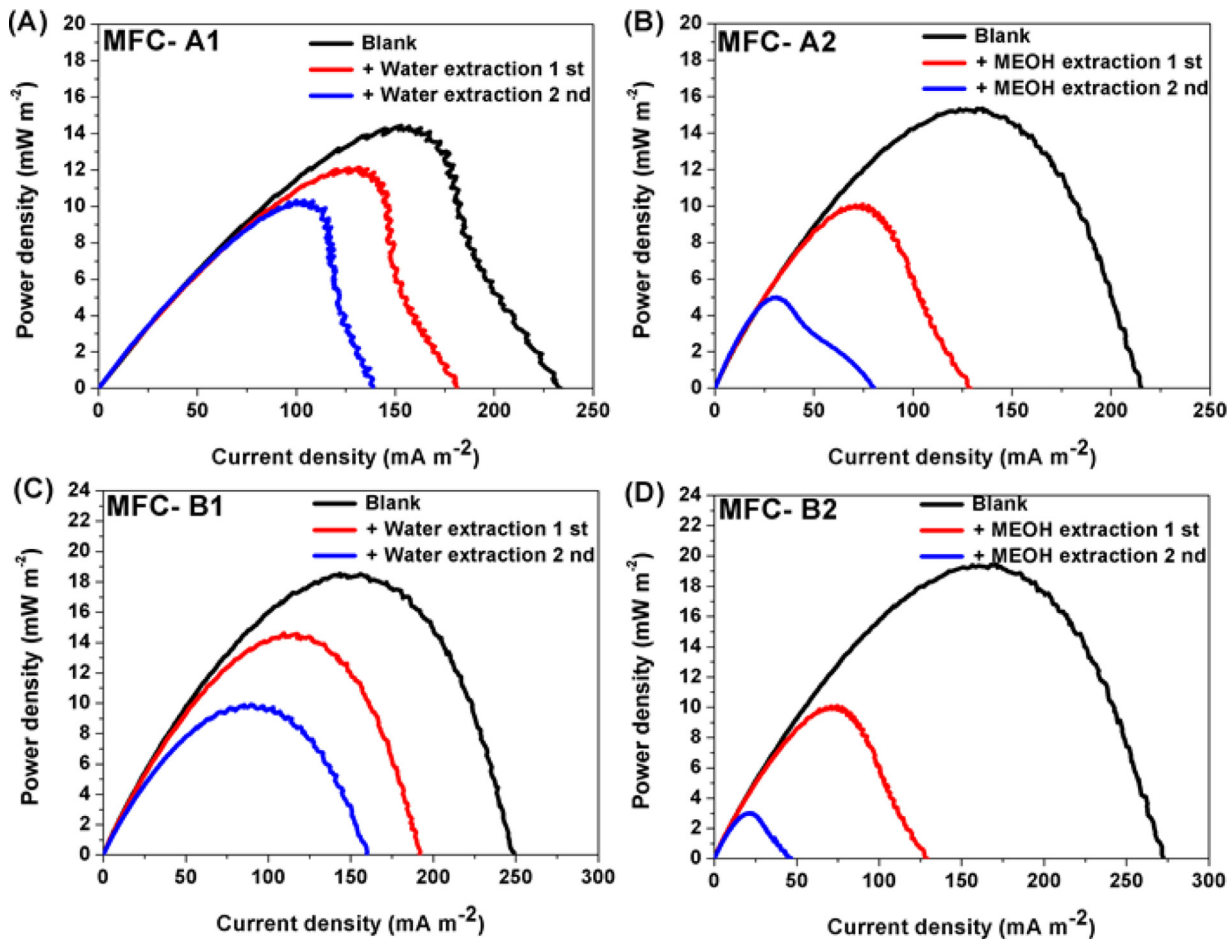 (A)
MFC- A1
Blank
+ Water extraction 1 st
+ Water extraction 2 nd
Power density (mW m-2)
20
18
16
14
12
10
8
6
4
2
0
0 50 100 150 200 250
Current density (mA m-2)
(B)
MFC- A2
Blank
+ MEOH extraction 1 st
+ MEOH extraction 2 nd
Power density (mW m-2)
20
18
16
14
12
10
8
6
4
2
0
0 50 100 150 200 250
Current density (mA m-2)
(C)
MFC- B1
Blank
+ Water extraction 1 st
+ Water extraction 2 nd
Power density (mW m-2)
24
22
20
18
16
14
12
10
8
6
4
2
0
0 50 100 150 200 250 300
Current density (mA m-2)
(D)
MFC- B2
Blank
+ MEOH extraction 1 st
+ MEOH extraction 2 nd
Power density (mW m-2)
24
22
20
18
16
14
12
10
8
6
4
2
0
0 50 100 150 200 250 300
Current density (mA m-2)